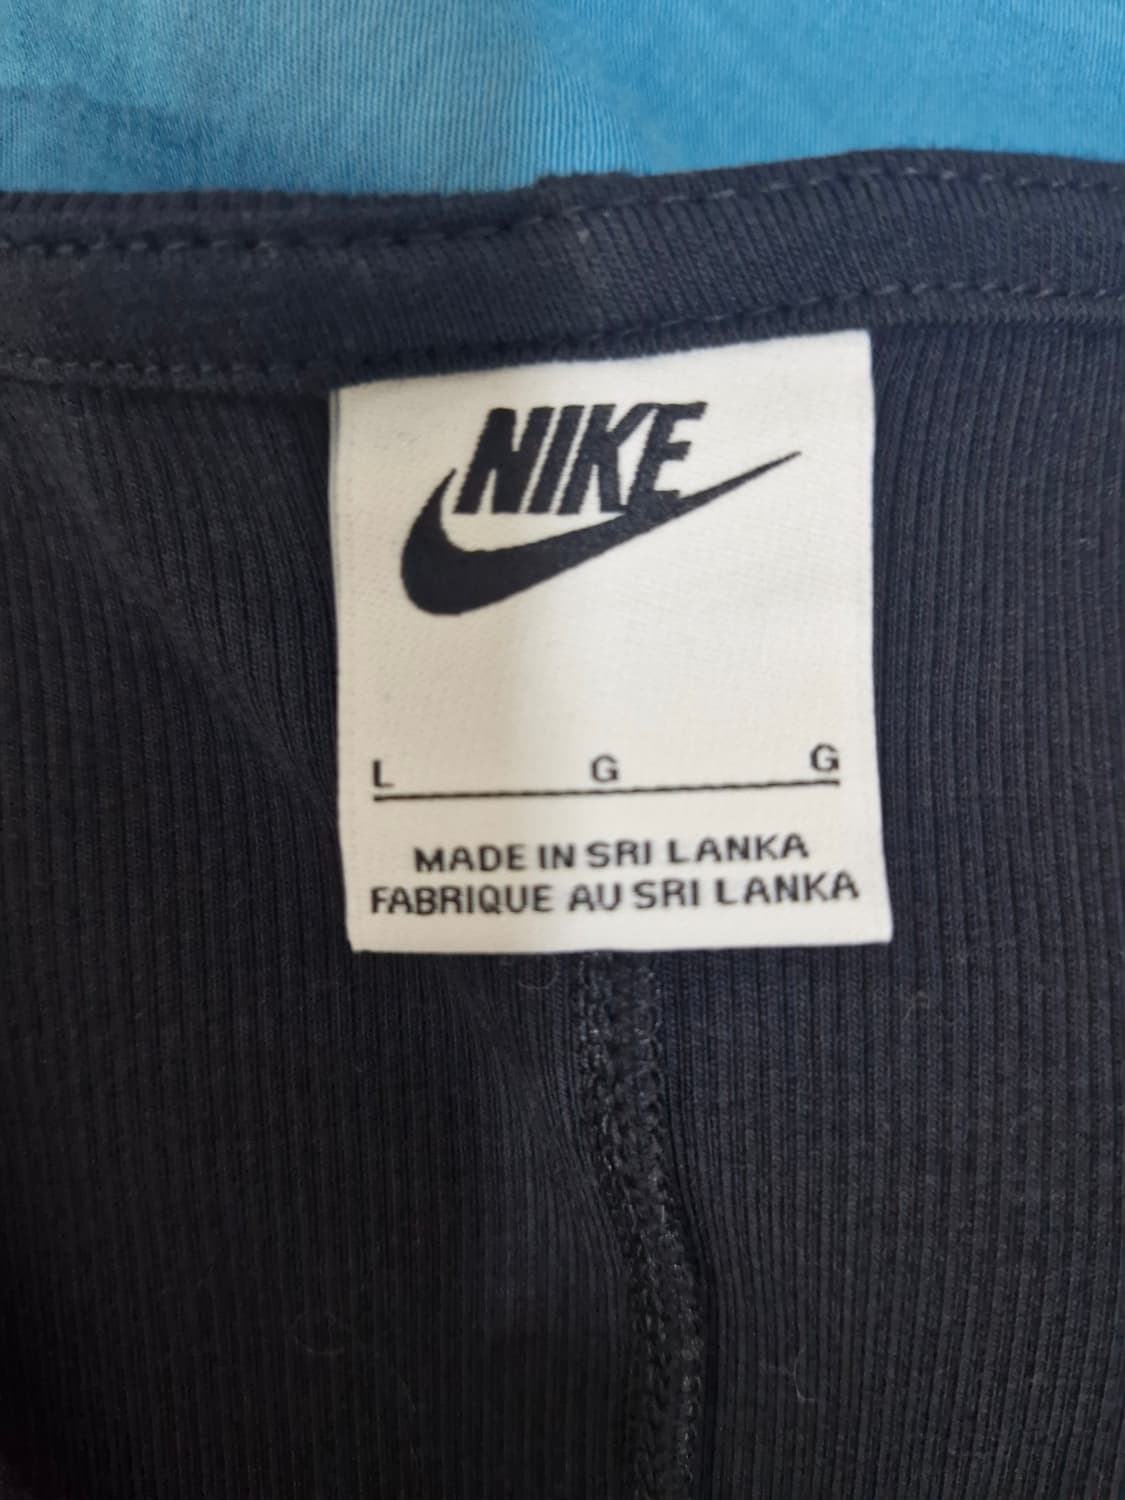 NIKE
L G G
MADE IN SRI LANKA
FABRIQUE AU SRI LANKA